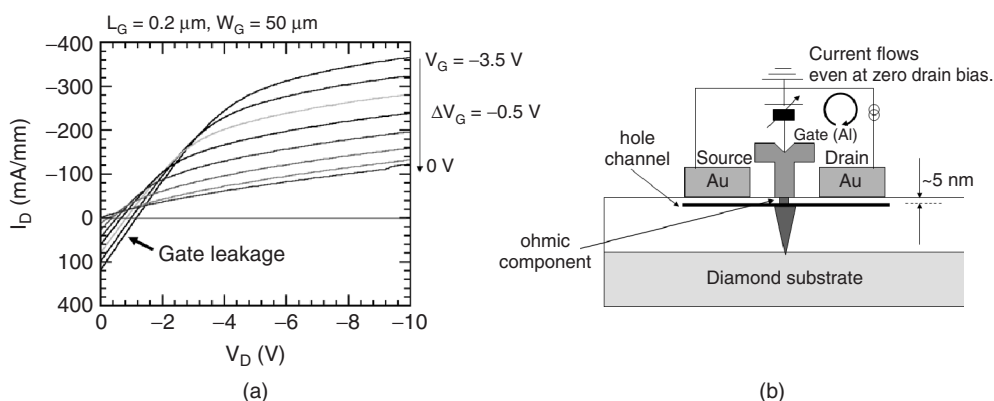 L_G = 0.2 μm, W_G = 50 μm
−400
−300
−200
−100
0
100
200
300
400
I_D (mA/mm)
V_G = −3.5 V
ΔV_G = −0.5 V
0 V
Gate leakage
0 −2 −4 −6 −8 −10
V_D (V)
(a)
Current flows
even at zero drain bias.
Gate (Al)
hole
channel
Source
Drain
Au
Au
~5 nm
ohmic
component
Diamond substrate
(b)